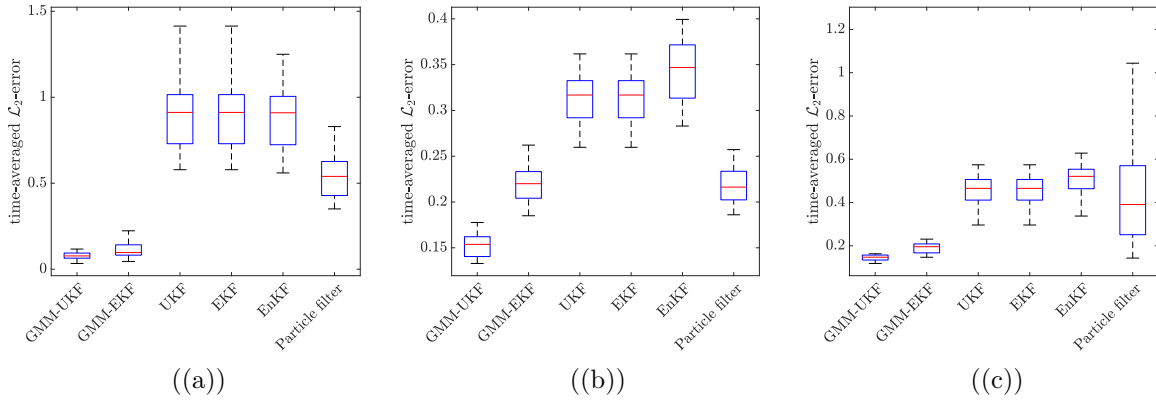 time-averaged ℒ₂-error
1.5
1
0.5
0
GMM-UKF
GMM-EKF
UKF
EKF
EnKF
Particle filter
((a))
time-averaged ℒ₂-error
0.4
0.35
0.3
0.25
0.2
0.15
GMM-UKF
GMM-EKF
UKF
EKF
EnKF
Particle filter
((b))
time-averaged ℒ₂-error
1.2
1
0.8
0.6
0.4
0.2
GMM-UKF
GMM-EKF
UKF
EKF
EnKF
Particle filter
((c))